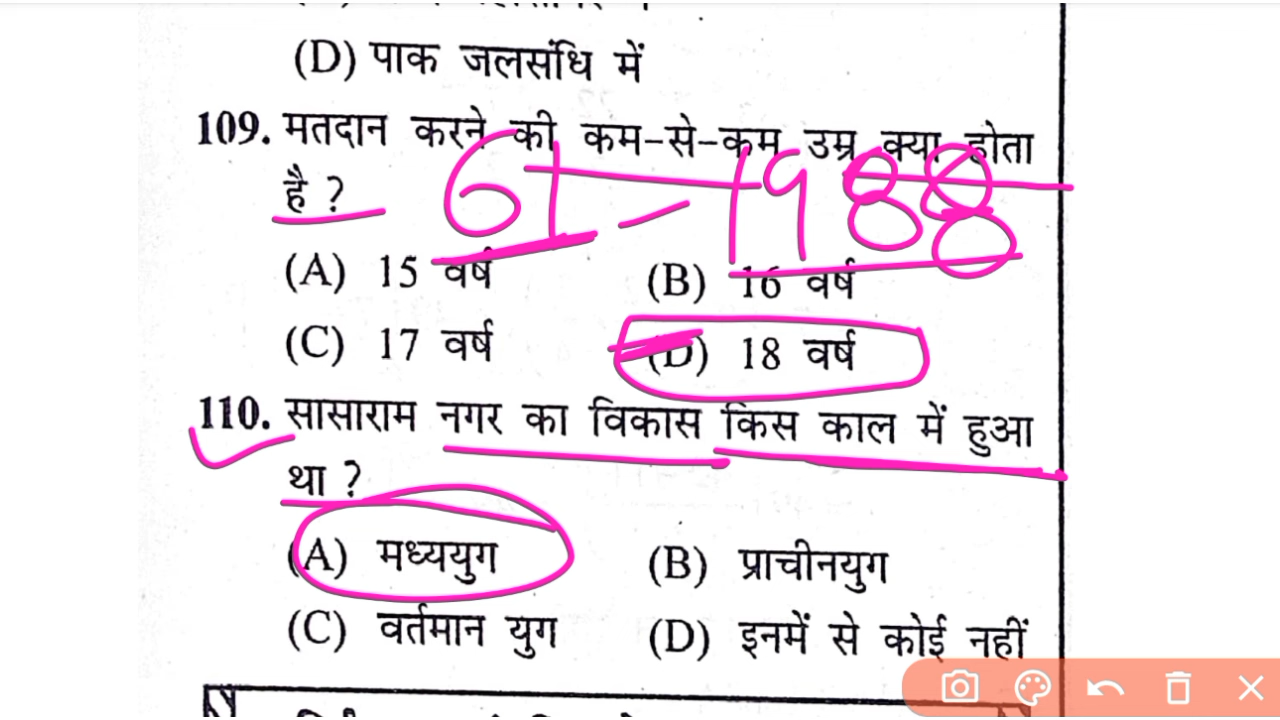 (D) पाक जलसंधि में
109. मतदान करने की कम-से-कम उम्र क्या होता
है ?
61 - 1988
(A) 15 वर्ष (B) 16 वर्ष
(C) 17 वर्ष (D) 18 वर्ष
110. सासाराम नगर का विकास किस काल में हुआ
था ?
(A) मध्ययुग (B) प्राचीनयुग
(C) वर्तमान युग (D) इनमें से कोई नहीं